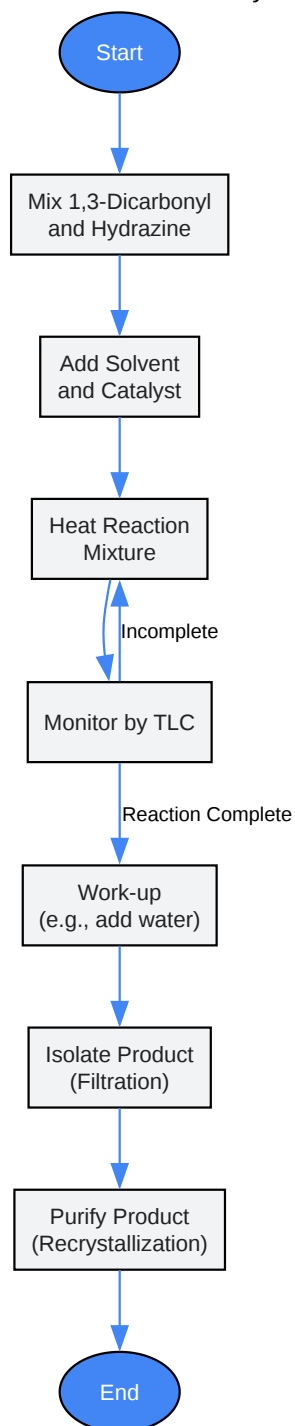 Start
Mix 1,3-Dicarbonyl
and Hydrazine
Add Solvent
and Catalyst
Heat Reaction
Mixture
Incomplete
Monitor by TLC
Reaction Complete
Work-up
(e.g., add water)
Isolate Product
(Filtration)
Purify Product
(Recrystallization)
End